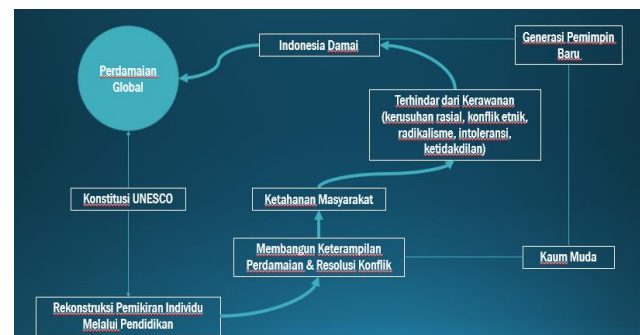 Indonesia Damai
Generasi Pemimpin
Baru
Perdamaian
Global
Terhindar dari Kerawanan
(kerusuhan rasial, konflik etnik,
radikalisme, intoleransi,
ketidakdilan)
Konstitusi UNESCO
Ketahanan Masyarakat
Membangun Keterampilan
Perdamaian & Resolusi Konflik
Kaum Muda
Rekonstruksi Pemikiran Individu
Melalui Pendidikan